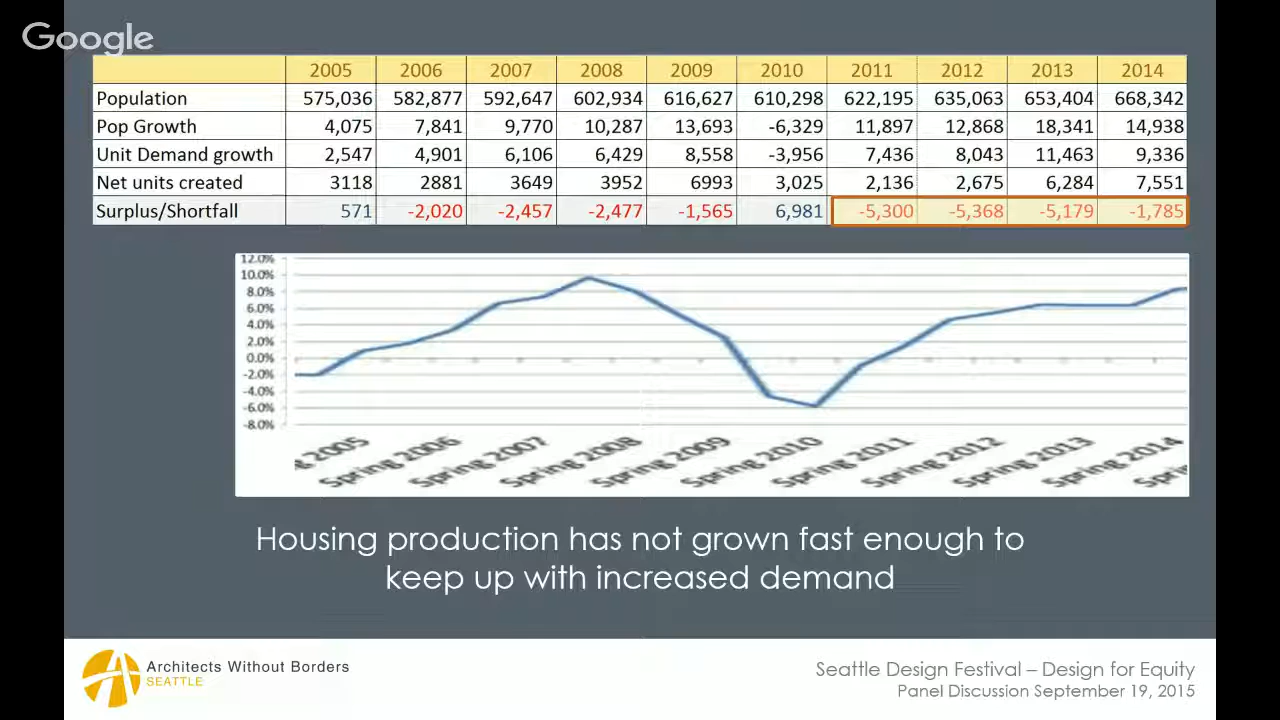 Google
2005 2006 2007 2008 2009 2010 2011 2012 2013 2014
Population 575,036 582,877 592,647 602,934 616,627 610,298 622,195 635,063 653,404 668,342
Pop Growth 4,075 7,841 9,770 10,287 13,693 -6,329 11,897 12,868 18,341 14,938
Unit Demand growth 2,547 4,901 6,106 6,429 8,558 -3,956 7,436 8,043 11,463 9,336
Net units created 3118 2881 3649 3952 6993 3,025 2,136 2,675 6,284 7,551
Surplus/Shortfall 571 -2,020 -2,457 -2,477 -1,565 6,981 -5,300 -5,368 -5,179 -1,785
12.0%
10.0%
8.0%
6.0%
4.0%
2.0%
0.0%
-2.0%
-4.0%
-6.0%
-8.0%
2005 Spring 2006 Spring 2007 Spring 2008 Spring 2009 Spring 2010 Spring 2011 Spring 2012 Spring 2013 Spring 2014
Housing production has not grown fast enough to
keep up with increased demand
Architects Without Borders
SEATTLE
Seattle Design Festival – Design for Equity
Panel Discussion September 19, 2015